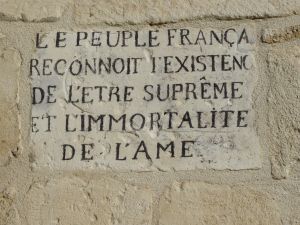 LE PEUPLE FRANÇA
RECONNOIT L'EXISTENC
DE L'ETRE SUPRÊME
ET L'IMMORTALITE
DE L'AME